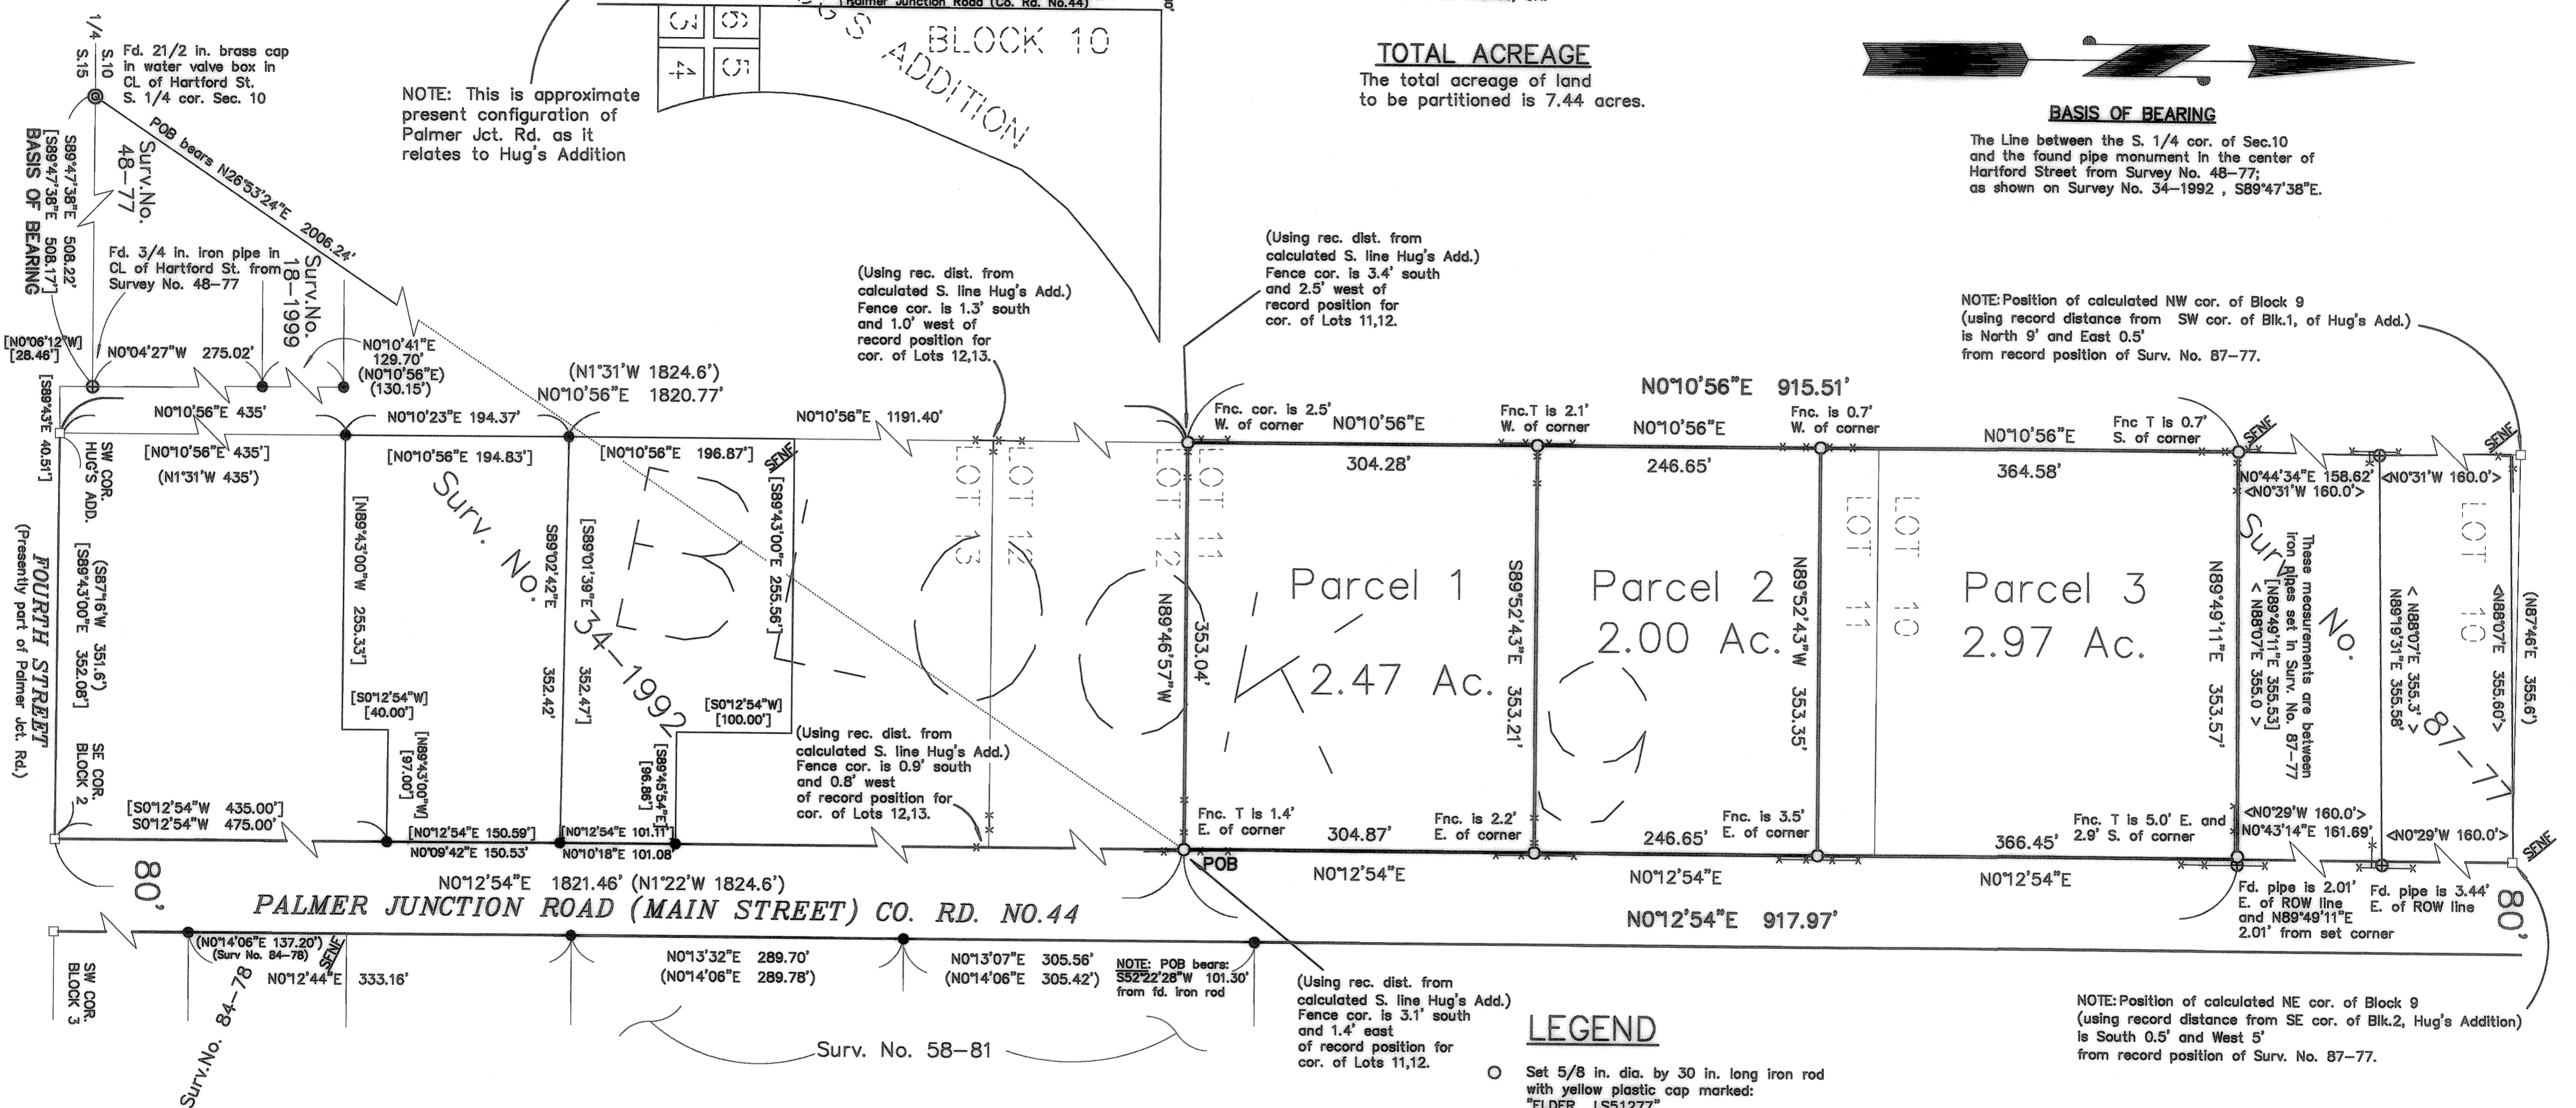 Palmer Junction Road (Co. Rd. No.44)
1/4
S.10
S.15
Fd. 21/2 in. brass cap
in water valve box in
CL of Hartford St.
S. 1/4 cor. Sec. 10
NOTE: This is approximate
present configuration of
Palmer Jct. Rd. as it
relates to Hug's Addition
3
6
4
5
G'S ADDITION
BLOCK 10
TOTAL ACREAGE
The total acreage of land
to be partitioned is 7.44 acres.
BASIS OF BEARING
The Line between the S. 1/4 cor. of Sec.10
and the found pipe monument in the center of
Hartford Street from Survey No. 48-77;
as shown on Survey No. 34-1992 , S89°47'38"E.
POB bears N26°53'24"E 2006.24'
Surv.No.
48-77
S89°47'38"E 508.22'
[S89°47'38"E 508.17']
BASIS OF BEARING
Fd. 3/4 in. iron pipe in
CL of Hartford St. from
Survey No. 48-77
Surv.No.
18-1999
[N0°06'12"W]
[28.46']
N0°04'27"W 275.02'
N0°10'41"E
129.70'
(N0°10'56"E)
(130.15')
(Using rec. dist. from
calculated S. line Hug's Add.)
Fence cor. is 1.3' south
and 1.0' west of
record position for
cor. of Lots 12,13.
(Using rec. dist. from
calculated S. line Hug's Add.)
Fence cor. is 3.4' south
and 2.5' west of
record position for
cor. of Lots 11,12.
NOTE: Position of calculated NW cor. of Block 9
(using record distance from SW cor. of Blk.1, of Hug's Add.)
is North 9' and East 0.5'
from record position of Surv. No. 87-77.
(N1°31'W 1824.6')
N0°10'56"E 1820.77'
N0°10'56"E 915.51'
[S89°43'E 40.51']
N0°10'56"E 435'
N0°10'23"E 194.37'
N0°10'56"E 1191.40'
Fnc. cor. is 2.5'
W. of corner
N0°10'56"E
Fnc.T is 2.1'
W. of corner
N0°10'56"E
Fnc. is 0.7'
W. of corner
N0°10'56"E
Fnc T is 0.7'
S. of corner
SFNF
SFNF
SW COR.
HUG'S ADD.
[N0°10'56"E 435']
(N1°31'W 435')
[N0°10'56"E 194.83']
[N0°10'56"E 196.87']
SFNF
304.28'
246.65'
364.58'
N0°44'34"E 158.62'
<N0°31'W 160.0'>
<N0°31'W 160.0'>
LOT 13
LOT 12
LOT 12
LOT 11
LOT 11
LOT 10
LOT 10
[N89°43'00"W 255.33']
Surv. No.
34-1992
S89°02'42"E 352.42'
[S89°01'39"E 352.47']
[S89°43'00"E 255.56']
N89°46'57"W
353.04'
Parcel 1
2.47 Ac.
S89°52'43"E 353.21'
Parcel 2
2.00 Ac.
N89°52'43"W 353.35'
Parcel 3
2.97 Ac.
N89°49'11"E 353.57'
These measurements are between
iron pipes set in Surv. No. 87-77
[N89°49'11"E 355.53]
< N88°07'E 355.0 >
Surv. No.
87-77
< N88°07'E 355.3' >
N89°19'31"E 355.58'
<N88°07'E 355.60'>
(N87°46'E 355.6')
FOURTH STREET
(Presently part of Palmer Jct. Rd.)
(S87°16'W 351.6')
[S89°43'00"E 352.08']
SE COR.
BLOCK 2
[S0°12'54"W]
[40.00']
[N89°43'00"W]
[97.00']
[S0°12'54"W]
[100.00']
[S89°45'54"E]
[96.86']
(Using rec. dist. from
calculated S. line Hug's Add.)
Fence cor. is 0.9' south
and 0.8' west
of record position for
cor. of Lots 12,13.
[S0°12'54"W 435.00']
S0°12'54"W 475.00'
[N0°12'54"E 150.59']
N0°09'42"E 150.53'
[N0°12'54"E 101.11']
N0°10'18"E 101.08'
Fnc. T is 1.4'
E. of corner
304.87'
Fnc. is 2.2'
E. of corner
246.65'
Fnc. is 3.5'
E. of corner
366.45'
Fnc. T is 5.0' E. and
2.9' S. of corner
<N0°29'W 160.0'>
N0°43'14"E 161.69'
<N0°29'W 160.0'>
SFNF
POB
N0°12'54"E
N0°12'54"E
N0°12'54"E
80'
N0°12'54"E 1821.46' (N1°22'W 1824.6')
PALMER JUNCTION ROAD (MAIN STREET) CO. RD. NO.44
N0°12'54"E 917.97'
Fd. pipe is 2.01'
E. of ROW line
and N89°49'11"E
2.01' from set corner
Fd. pipe is 3.44'
E. of ROW line
80'
SW COR.
BLOCK 3
(N0°14'06"E 137.20')
(Surv No. 84-78)
SFNF
N0°12'44"E 333.16'
Surv.No. 84-78
N0°13'32"E 289.70'
(N0°14'06"E 289.78')
N0°13'07"E 305.56'
(N0°14'06"E 305.42')
NOTE: POB bears:
S52°22'28"W 101.30'
from fd. iron rod
Surv. No. 58-81
(Using rec. dist. from
calculated S. line Hug's Add.)
Fence cor. is 3.1' south
and 1.4' east
of record position for
cor. of Lots 11,12.
LEGEND
Set 5/8 in. dia. by 30 in. long iron rod
with yellow plastic cap marked:
"ELDER LS51277"
NOTE: Position of calculated NE cor. of Block 9
(using record distance from SE cor. of Blk.2, Hug's Addition)
is South 0.5' and West 5'
from record position of Surv. No. 87-77.